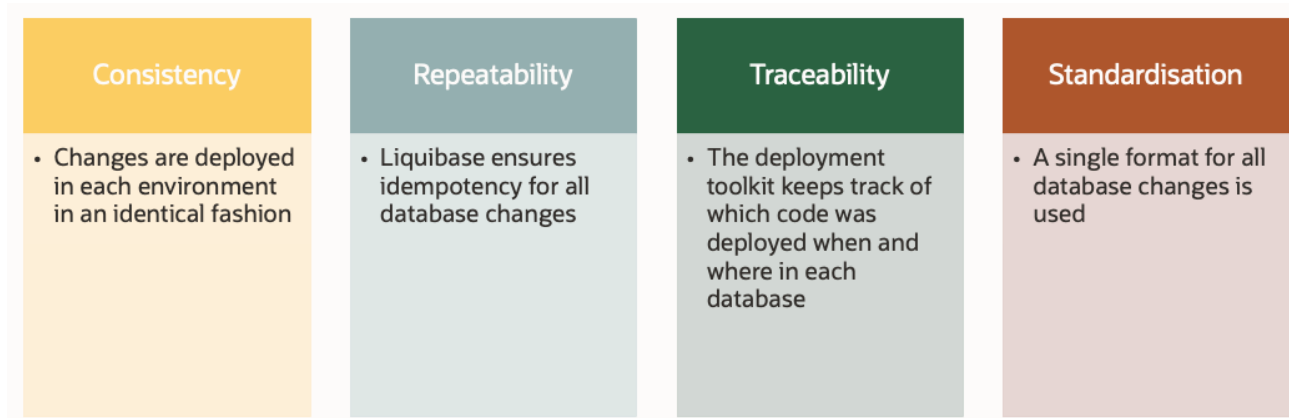 Consistency
• Changes are deployed
in each environment
in an identical fashion
Repeatability
• Liquibase ensures
idempotency for all
database changes
Traceability
• The deployment
toolkit keeps track of
which code was
deployed when and
where in each
database
Standardisation
• A single format for all
database changes is
used